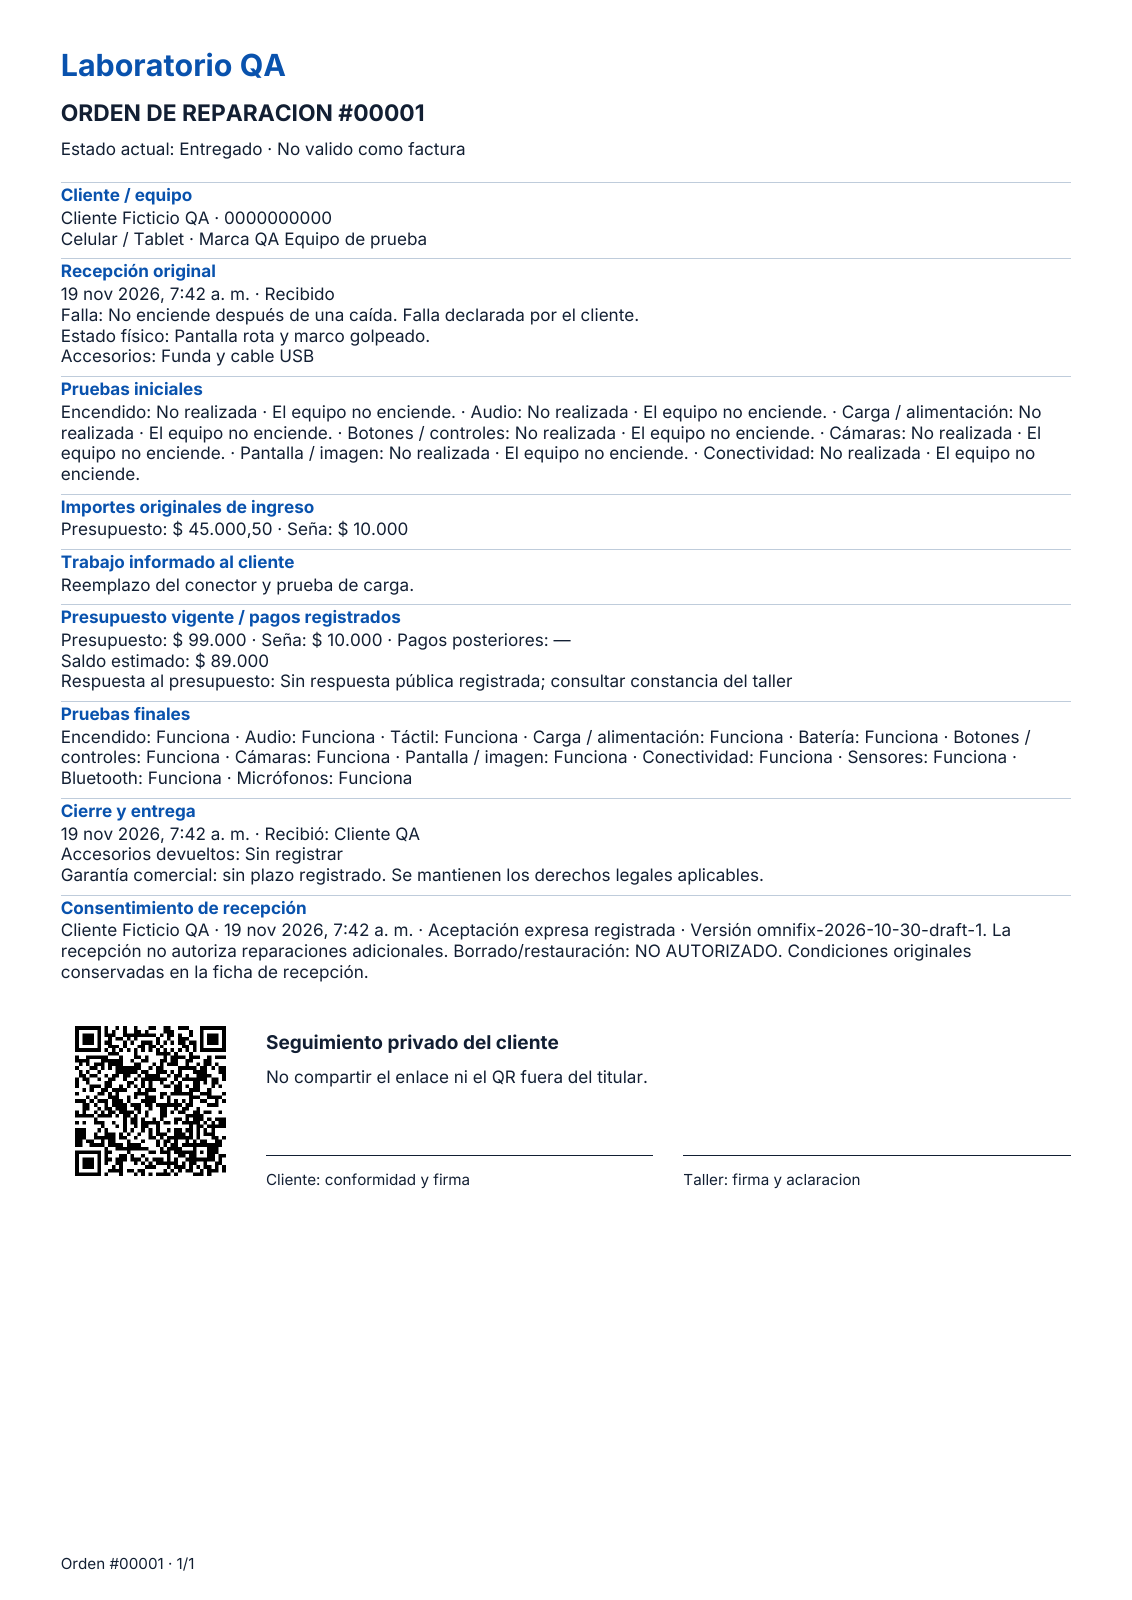 Laboratorio QA
ORDEN DE REPARACION #00001
Estado actual: Entregado · No valido como factura
Cliente / equipo
Cliente Ficticio QA · 0000000000
Celular / Tablet · Marca QA Equipo de prueba
Recepción original
19 nov 2026, 7:42 a. m. · Recibido
Falla: No enciende después de una caída. Falla declarada por el cliente.
Estado físico: Pantalla rota y marco golpeado.
Accesorios: Funda y cable USB
Pruebas iniciales
Encendido: No realizada · El equipo no enciende. · Audio: No realizada · El equipo no enciende. · Carga / alimentación: No
realizada · El equipo no enciende. · Botones / controles: No realizada · El equipo no enciende. · Cámaras: No realizada · El
equipo no enciende. · Pantalla / imagen: No realizada · El equipo no enciende. · Conectividad: No realizada · El equipo no
enciende.
Importes originales de ingreso
Presupuesto: $ 45.000,50 · Seña: $ 10.000
Trabajo informado al cliente
Reemplazo del conector y prueba de carga.
Presupuesto vigente / pagos registrados
Presupuesto: $ 99.000 · Seña: $ 10.000 · Pagos posteriores: —
Saldo estimado: $ 89.000
Respuesta al presupuesto: Sin respuesta pública registrada; consultar constancia del taller
Pruebas finales
Encendido: Funciona · Audio: Funciona · Táctil: Funciona · Carga / alimentación: Funciona · Batería: Funciona · Botones /
controles: Funciona · Cámaras: Funciona · Pantalla / imagen: Funciona · Conectividad: Funciona · Sensores: Funciona ·
Bluetooth: Funciona · Micrófonos: Funciona
Cierre y entrega
19 nov 2026, 7:42 a. m. · Recibió: Cliente QA
Accesorios devueltos: Sin registrar
Garantía comercial: sin plazo registrado. Se mantienen los derechos legales aplicables.
Consentimiento de recepción
Cliente Ficticio QA · 19 nov 2026, 7:42 a. m. · Aceptación expresa registrada · Versión omnifix-2026-10-30-draft-1. La
recepción no autoriza reparaciones adicionales. Borrado/restauración: NO AUTORIZADO. Condiciones originales
conservadas en la ficha de recepción.
Seguimiento privado del cliente
No compartir el enlace ni el QR fuera del titular.
Cliente: conformidad y firma
Taller: firma y aclaracion
Orden #00001 · 1/1